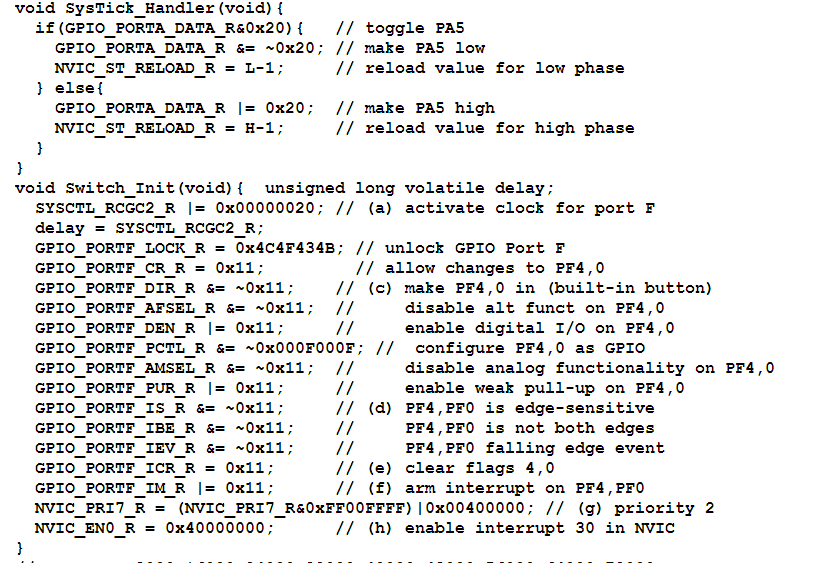 void SysTick_Handler(void){
  if(GPIO_PORTA_DATA_R&0x20){   // toggle PA5
    GPIO_PORTA_DATA_R &= ~0x20; // make PA5 low
    NVIC_ST_RELOAD_R = L-1;     // reload value for low phase
  } else{
    GPIO_PORTA_DATA_R |= 0x20;  // make PA5 high
    NVIC_ST_RELOAD_R = H-1;     // reload value for high phase
  }
}
void Switch_Init(void){  unsigned long volatile delay;
  SYSCTL_RCGC2_R |= 0x00000020; // (a) activate clock for port F
  delay = SYSCTL_RCGC2_R;
  GPIO_PORTF_LOCK_R = 0x4C4F434B; // unlock GPIO Port F
  GPIO_PORTF_CR_R = 0x11;         // allow changes to PF4,0
  GPIO_PORTF_DIR_R &= ~0x11;    // (c) make PF4,0 in (built-in button)
  GPIO_PORTF_AFSEL_R &= ~0x11;  //     disable alt funct on PF4,0
  GPIO_PORTF_DEN_R |= 0x11;     //     enable digital I/O on PF4,0
  GPIO_PORTF_PCTL_R &= ~0x000F000F; //  configure PF4,0 as GPIO
  GPIO_PORTF_AMSEL_R &= ~0x11;  //     disable analog functionality on PF4,0
  GPIO_PORTF_PUR_R |= 0x11;     //     enable weak pull-up on PF4,0
  GPIO_PORTF_IS_R &= ~0x11;     // (d) PF4,PF0 is edge-sensitive
  GPIO_PORTF_IBE_R &= ~0x11;    //     PF4,PF0 is not both edges
  GPIO_PORTF_IEV_R &= ~0x11;    //     PF4,PF0 falling edge event
  GPIO_PORTF_ICR_R = 0x11;      // (e) clear flags 4,0
  GPIO_PORTF_IM_R |= 0x11;      // (f) arm interrupt on PF4,PF0
  NVIC_PRI7_R = (NVIC_PRI7_R&0xFF00FFFF)|0x00400000; // (g) priority 2
  NVIC_EN0_R = 0x40000000;      // (h) enable interrupt 30 in NVIC
}